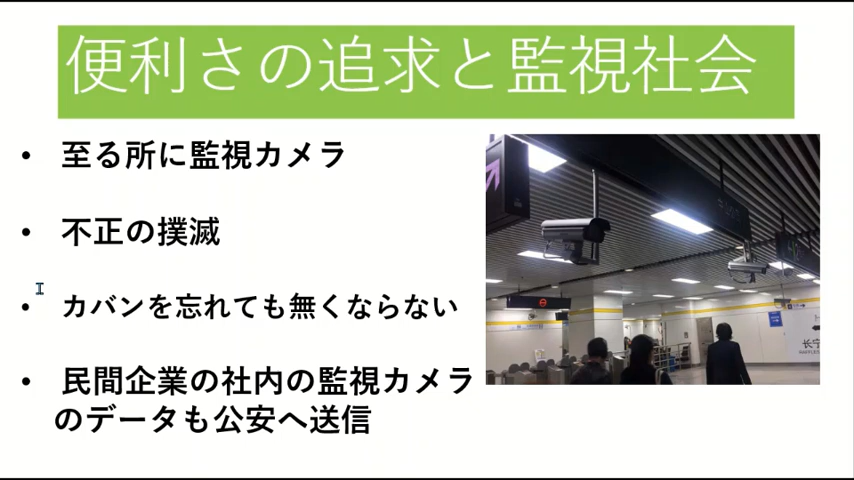 便利さの追求と監視社会
• 至る所に監視カメラ
• 不正の撲滅
• カバンを忘れても無くならない
• 民間企業の社内の監視カメラ
のデータも公安へ送信
长宁